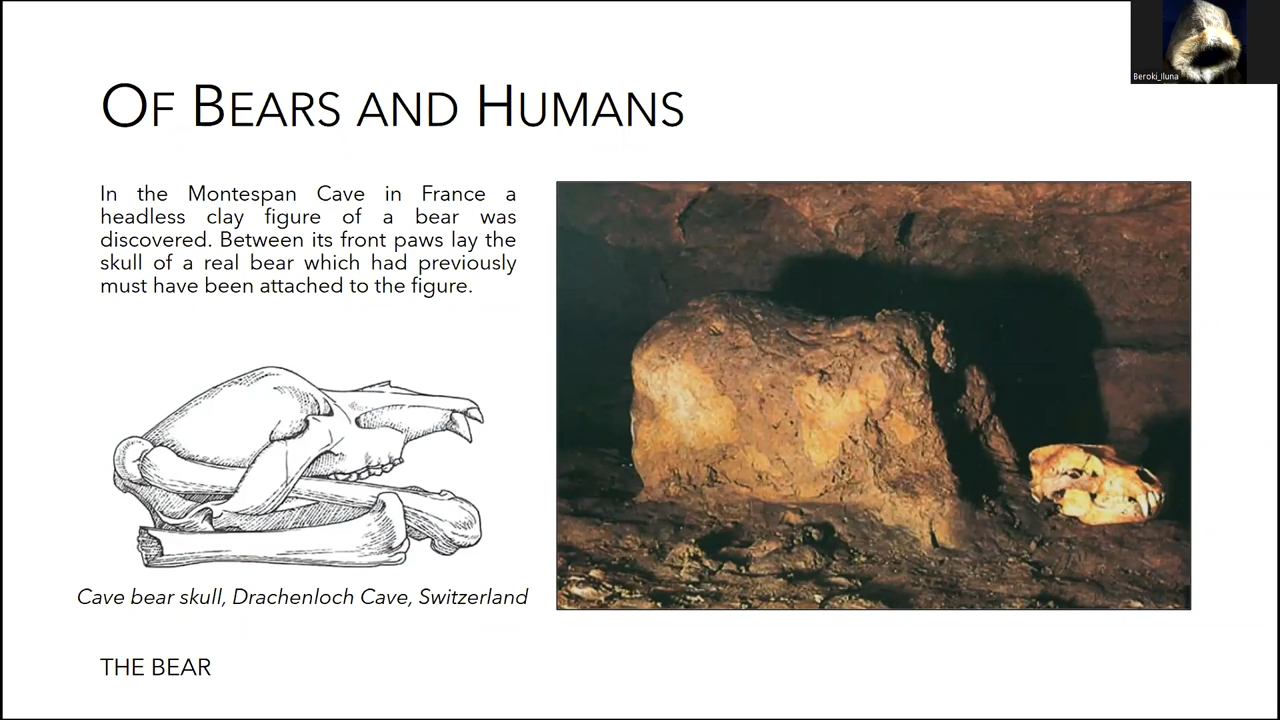 Beroki_Iluna
OF BEARS AND HUMANS
In the Montespan Cave in France a
headless clay figure of a bear was
discovered. Between its front paws lay the
skull of a real bear which had previously
must have been attached to the figure.
Cave bear skull, Drachenloch Cave, Switzerland
THE BEAR